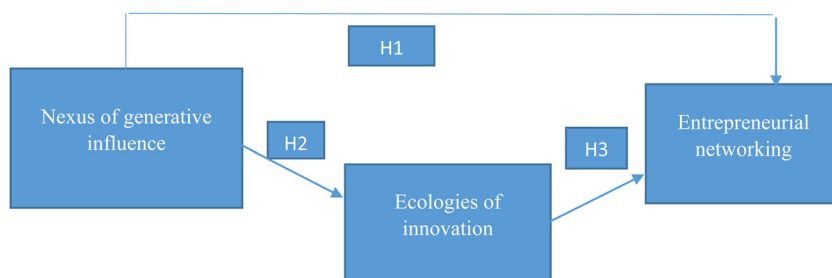 H1
Nexus of generative
influence
H2
Ecologies of
innovation
H3
Entrepreneurial
networking